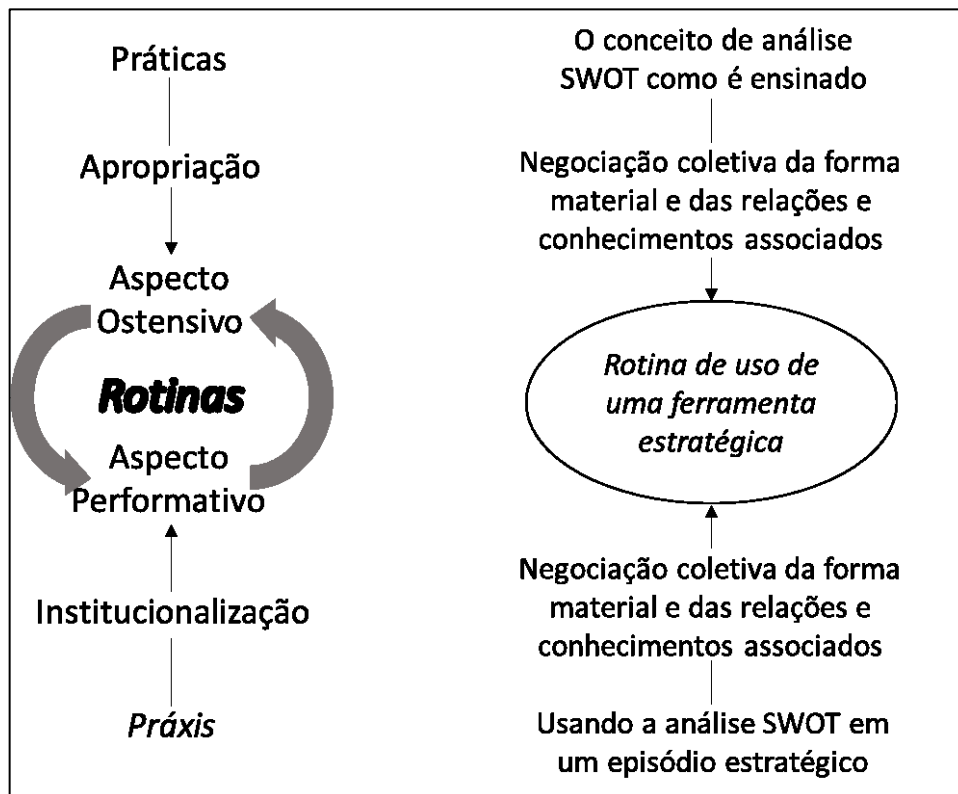 Práticas
Apropriação
Aspecto
Ostensivo
Rotinas
Aspecto
Performativo
Institucionalização
Práxis
O conceito de análise
SWOT como é ensinado
Negociação coletiva da forma
material e das relações e
conhecimentos associados
Rotina de uso de
uma ferramenta
estratégica
Negociação coletiva da forma
material e das relações e
conhecimentos associados
Usando a análise SWOT em
um episódio estratégico